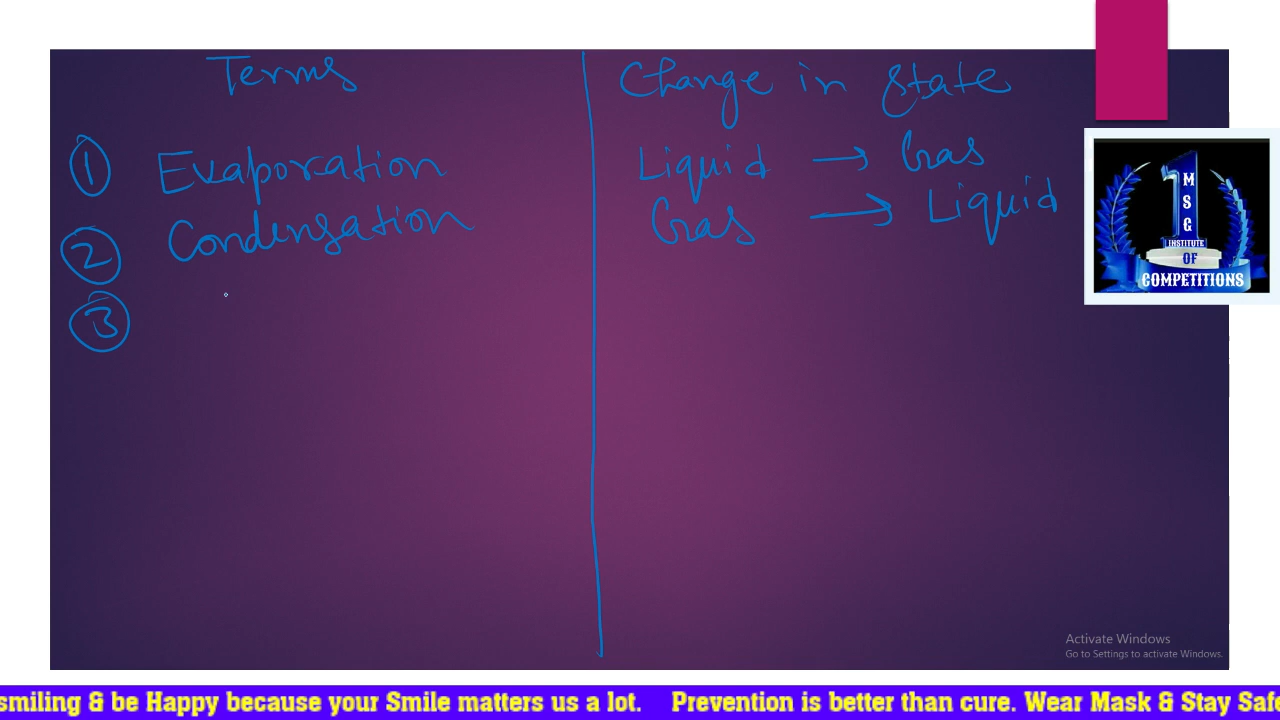 Terms Change in State
1 Evaporation Liquid → Gas
2 Condensation Gas → Liquid
3
1
M
S
G
INSTITUTE
OF
COMPETITIONS
Activate Windows
Go to Settings to activate Windows.
smiling & be Happy because your Smile matters us a lot. Prevention is better than cure. Wear Mask & Stay Safe